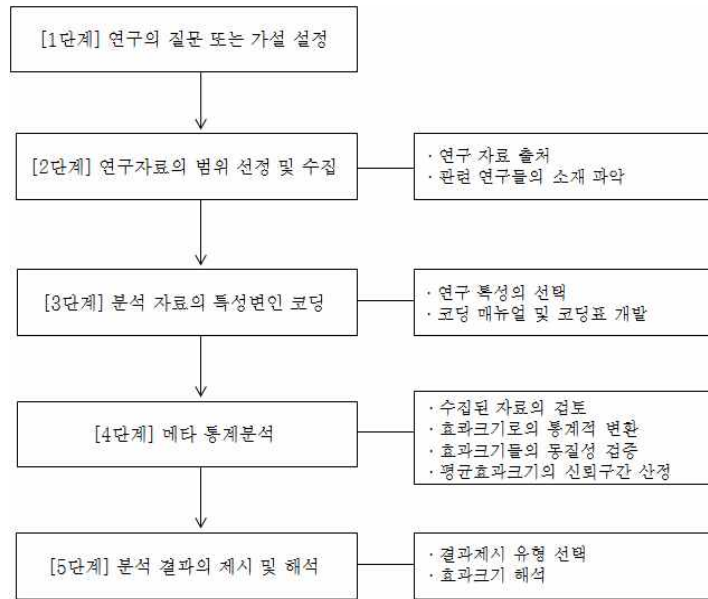 [1단계] 연구의 질문 또는 가설 설정
[2단계] 연구자료의 범위 선정 및 수집
· 연구 자료 출처
· 관련 연구들의 소재 파악
[3단계] 분석 자료의 특성변인 코딩
· 연구 특성의 선택
· 코딩 매뉴얼 및 코딩표 개발
[4단계] 메타 통계분석
· 수집된 자료의 검토
· 효과크기로의 통계적 변환
· 효과크기들의 동질성 검증
· 평균효과크기의 신뢰구간 산정
[5단계] 분석 결과의 제시 및 해석
· 결과제시 유형 선택
· 효과크기 해석